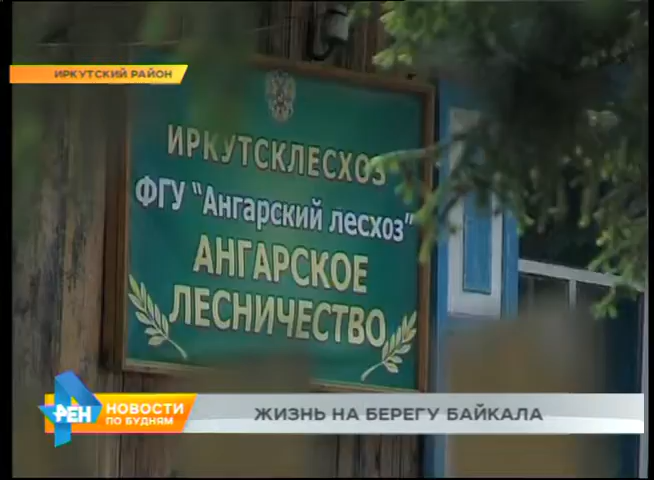 ИРКУТСКИЙ РАЙОН
ИРКУТСКЛЕСХОЗ
ФГУ "Ангарский лесхоз"
АНГАРСКОЕ
ЛЕСНИЧЕСТВО
РЕН
НОВОСТИ
ПО БУДНЯМ
ЖИЗНЬ НА БЕРЕГУ БАЙКАЛА